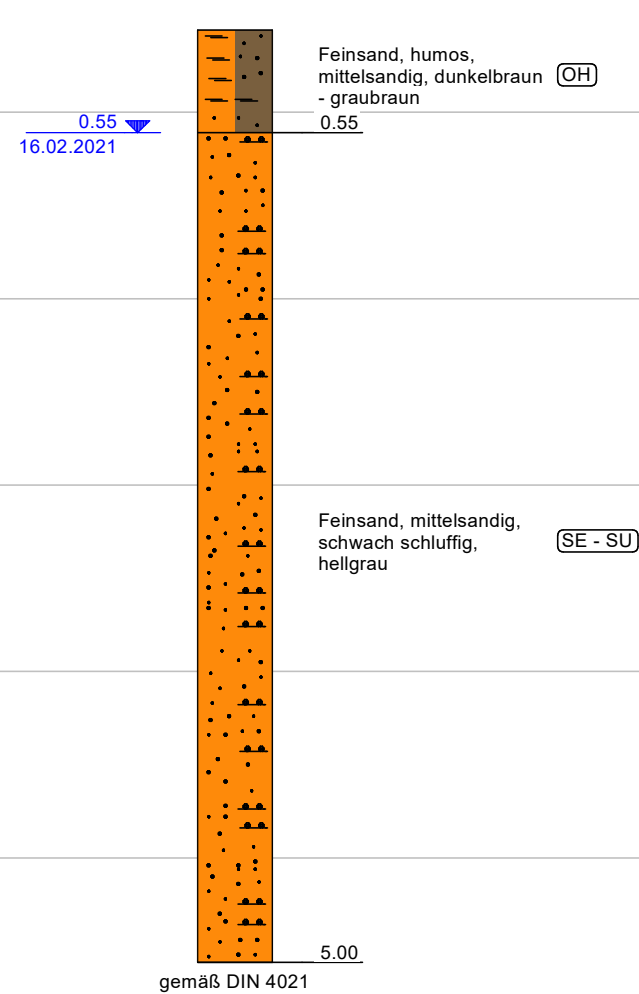 Feinsand, humos,
mittelsandig, dunkelbraun
- graubraun
OH
0.55
0.55
16.02.2021
Feinsand, mittelsandig,
schwach schluffig,
hellgrau
SE - SU
5.00
gemäß DIN 4021